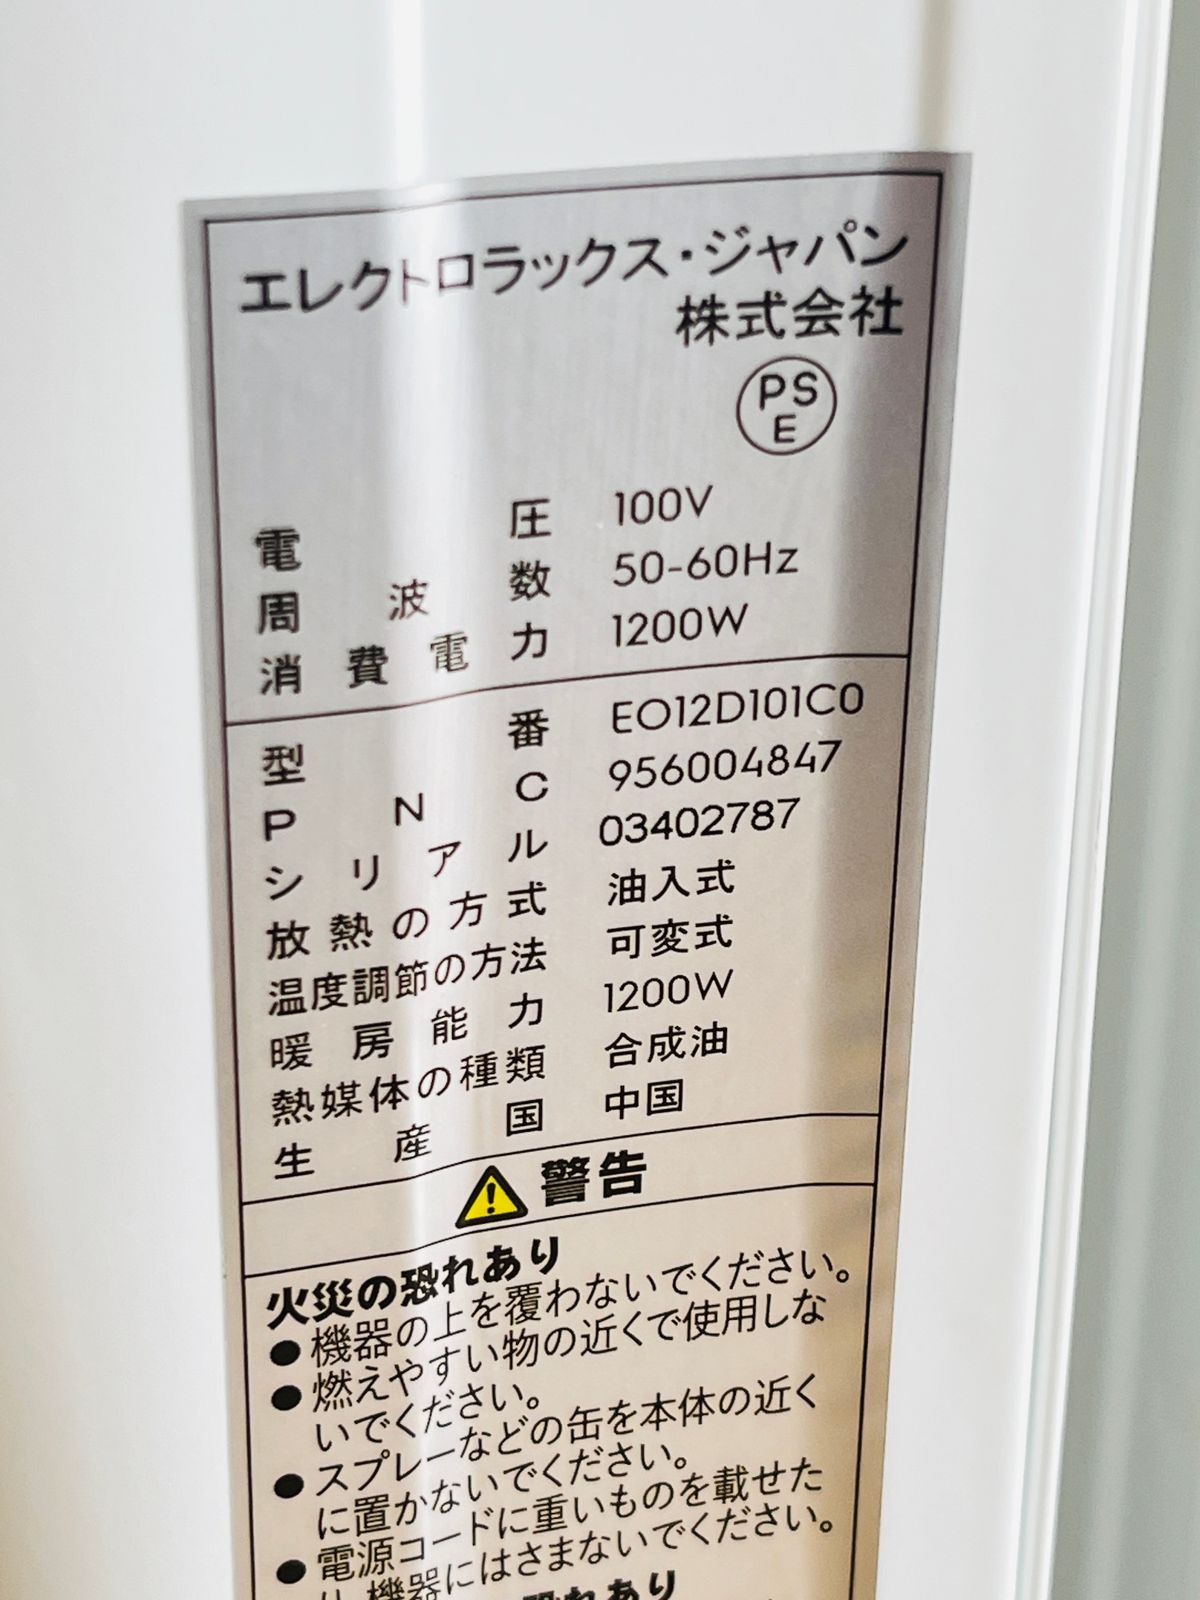 エレクトロラックス・ジャパン
株式会社
PS
E
電圧 100V
周波数 50-60Hz
消費電力 1200W
型番 EO12D101C0
PNC 956004847
シリアル 03402787
放熱の方式 油入式
温度調節の方法 可変式
暖房能力 1200W
熱媒体の種類 合成油
生産国 中国
警告
火災の恐れあり
●機器の上を覆わないでください。
●燃えやすい物の近くで使用しな
いでください。
●スプレーなどの缶を本体の近く
に置かないでください。
●電源コードに重いものを載せた
り、機器にはさまないでください。
恐れあり